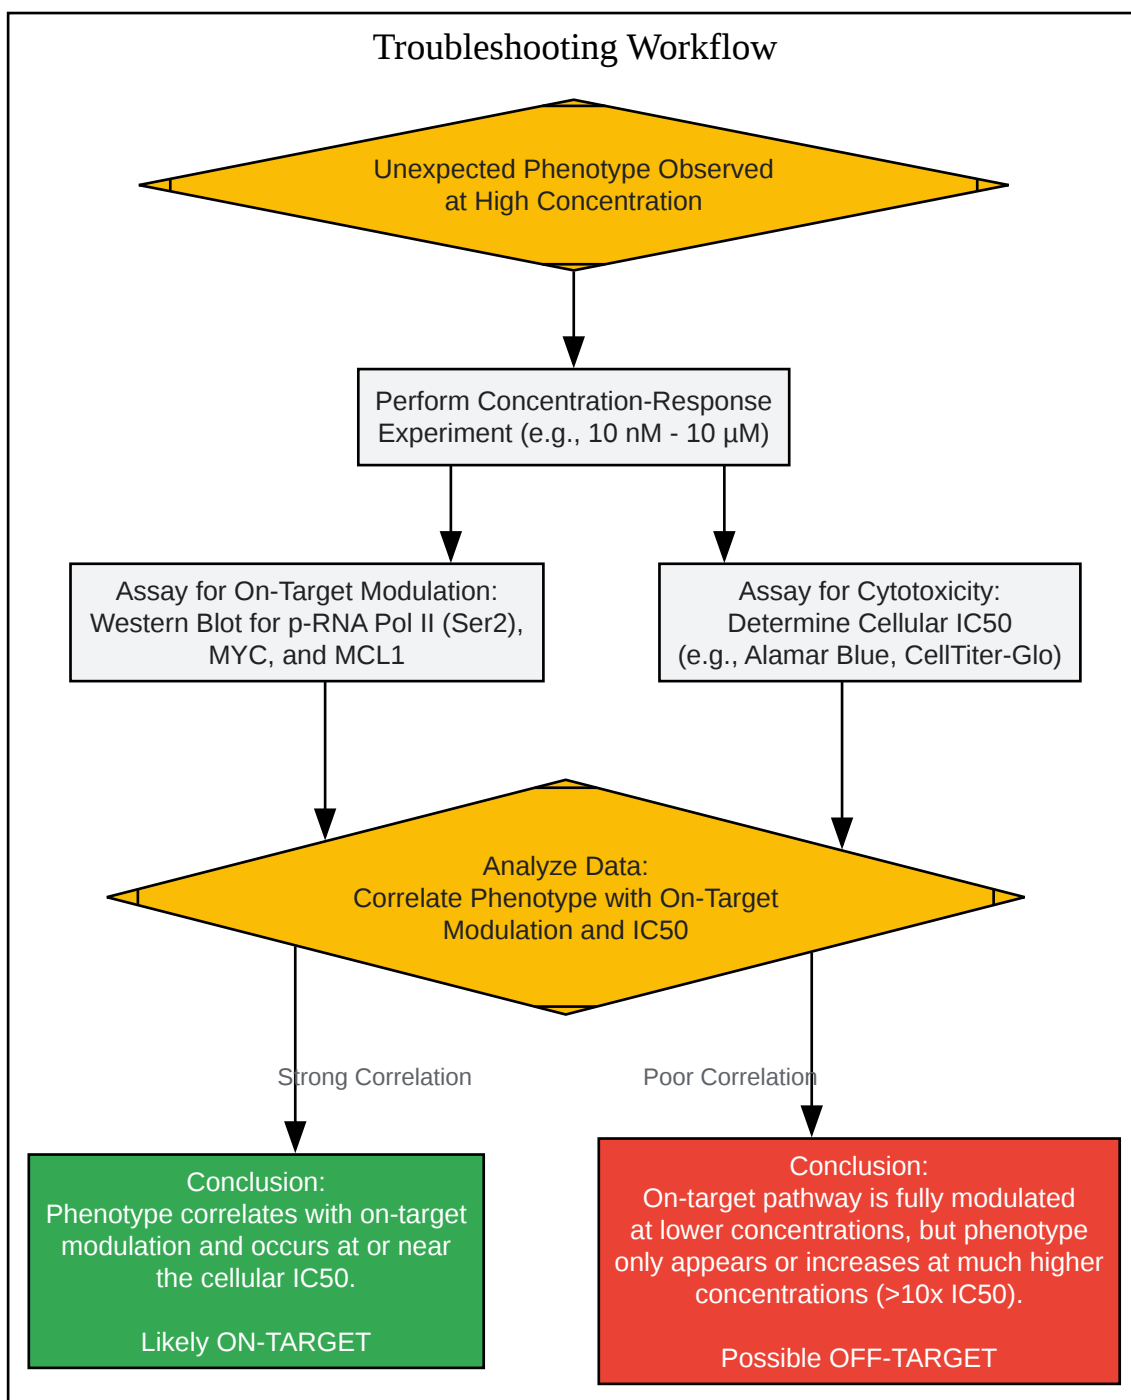 Troubleshooting Workflow
Unexpected Phenotype Observed
at High Concentration
Perform Concentration-Response
Experiment (e.g., 10 nM - 10 µM)
Assay for On-Target Modulation:
Western Blot for p-RNA Pol II (Ser2),
MYC, and MCL1
Assay for Cytotoxicity:
Determine Cellular IC50
(e.g., Alamar Blue, CellTiter-Glo)
Analyze Data:
Correlate Phenotype with On-Target
Modulation and IC50
Strong Correlation
Poor Correlation
Conclusion:
Phenotype correlates with on-target
modulation and occurs at or near
the cellular IC50.
Likely ON-TARGET
Conclusion:
On-target pathway is fully modulated
at lower concentrations, but phenotype
only appears or increases at much higher
concentrations (>10x IC50).
Possible OFF-TARGET